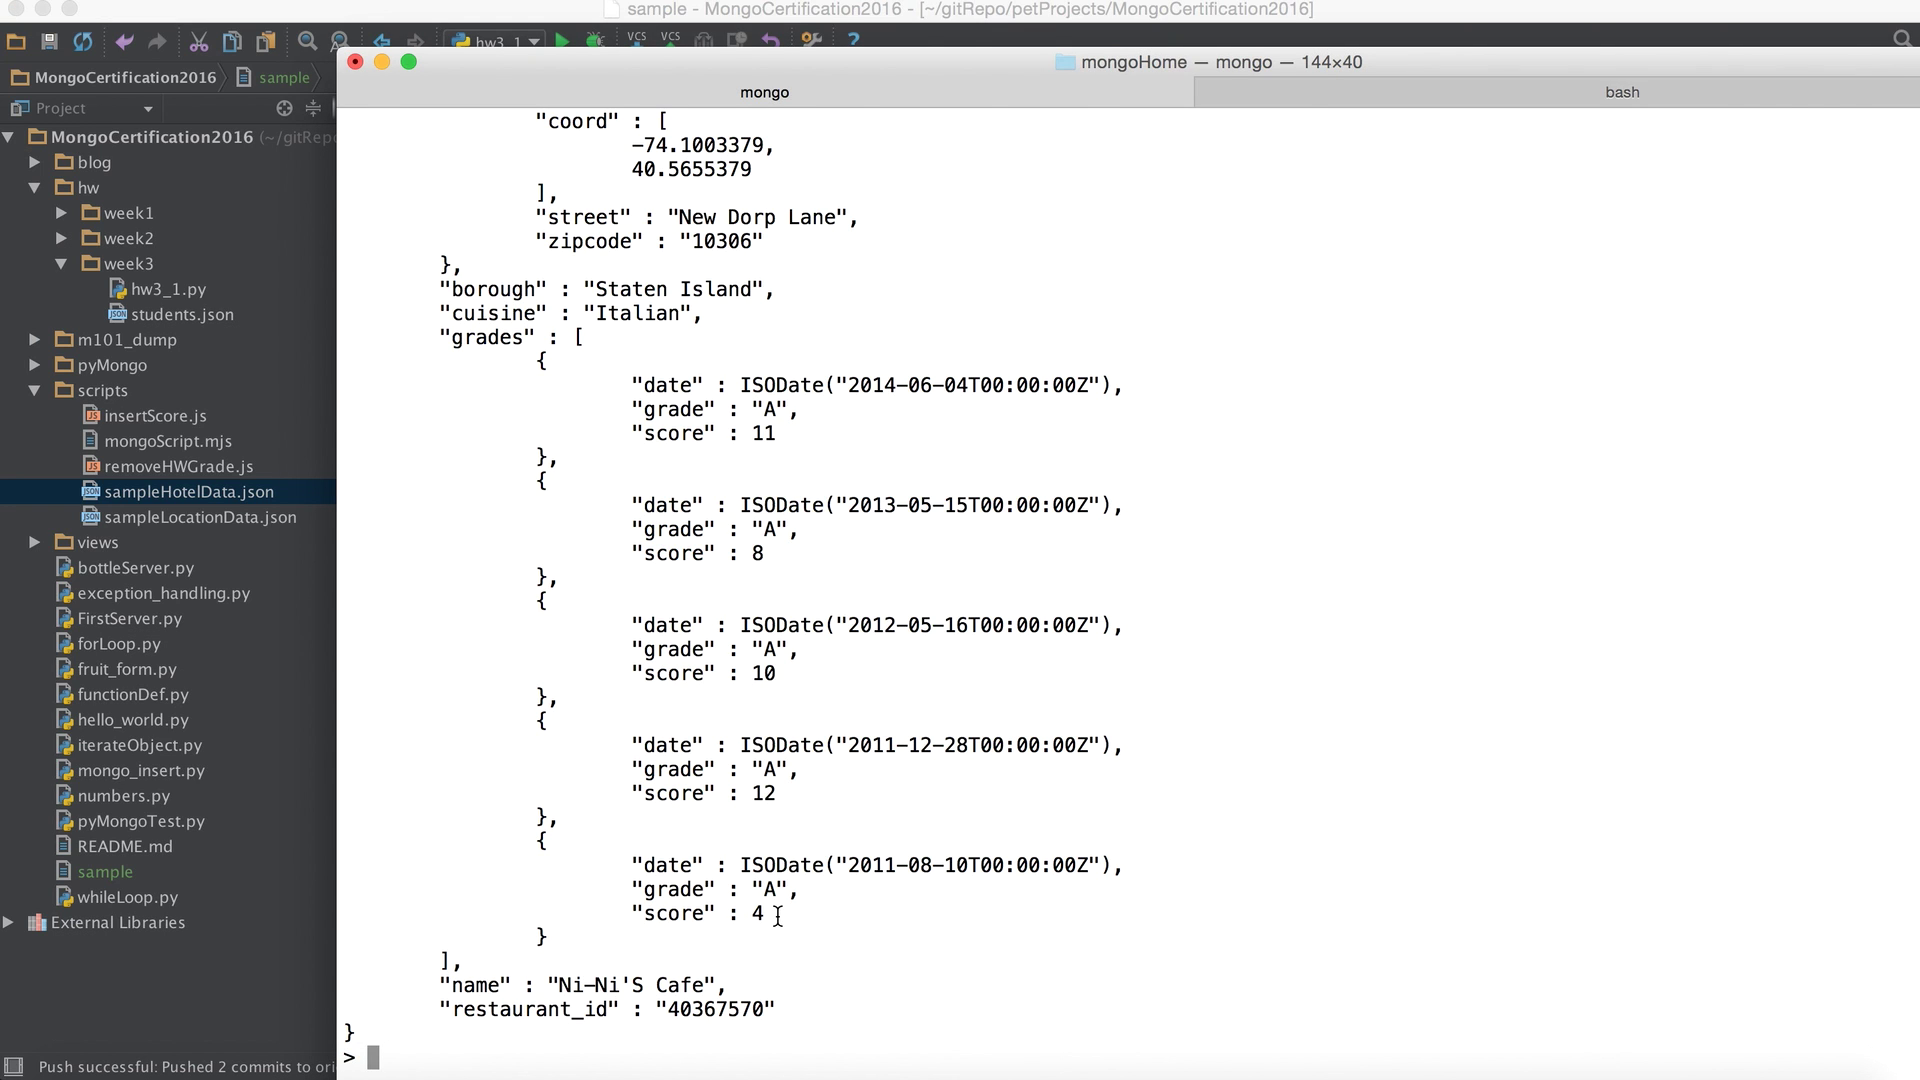 sample - MongoCertification2016 - [~/gitRepo/petProjects/MongoCertification2016]
hw3_1
VCS VCS
?
MongoCertification2016 sample
Project
MongoCertification2016 (~/gitRepo
blog
hw
week1
week2
week3
hw3_1.py
students.json
m101_dump
pyMongo
scripts
insertScore.js
mongoScript.mjs
removeHWGrade.js
sampleHotelData.json
sampleLocationData.json
views
bottleServer.py
exception_handling.py
FirstServer.py
forLoop.py
fruit_form.py
functionDef.py
hello_world.py
iterateObject.py
mongo_insert.py
numbers.py
pyMongoTest.py
README.md
sample
whileLoop.py
External Libraries
Push successful: Pushed 2 commits to ori
mongoHome — mongo — 144×40
mongo
bash
"coord" : [
-74.1003379,
40.5655379
],
"street" : "New Dorp Lane",
"zipcode" : "10306"
},
"borough" : "Staten Island",
"cuisine" : "Italian",
"grades" : [
{
"date" : ISODate("2014-06-04T00:00:00Z"),
"grade" : "A",
"score" : 11
},
{
"date" : ISODate("2013-05-15T00:00:00Z"),
"grade" : "A",
"score" : 8
},
{
"date" : ISODate("2012-05-16T00:00:00Z"),
"grade" : "A",
"score" : 10
},
{
"date" : ISODate("2011-12-28T00:00:00Z"),
"grade" : "A",
"score" : 12
},
{
"date" : ISODate("2011-08-10T00:00:00Z"),
"grade" : "A",
"score" : 4
}
],
"name" : "Ni-Ni'S Cafe",
"restaurant_id" : "40367570"
}
>